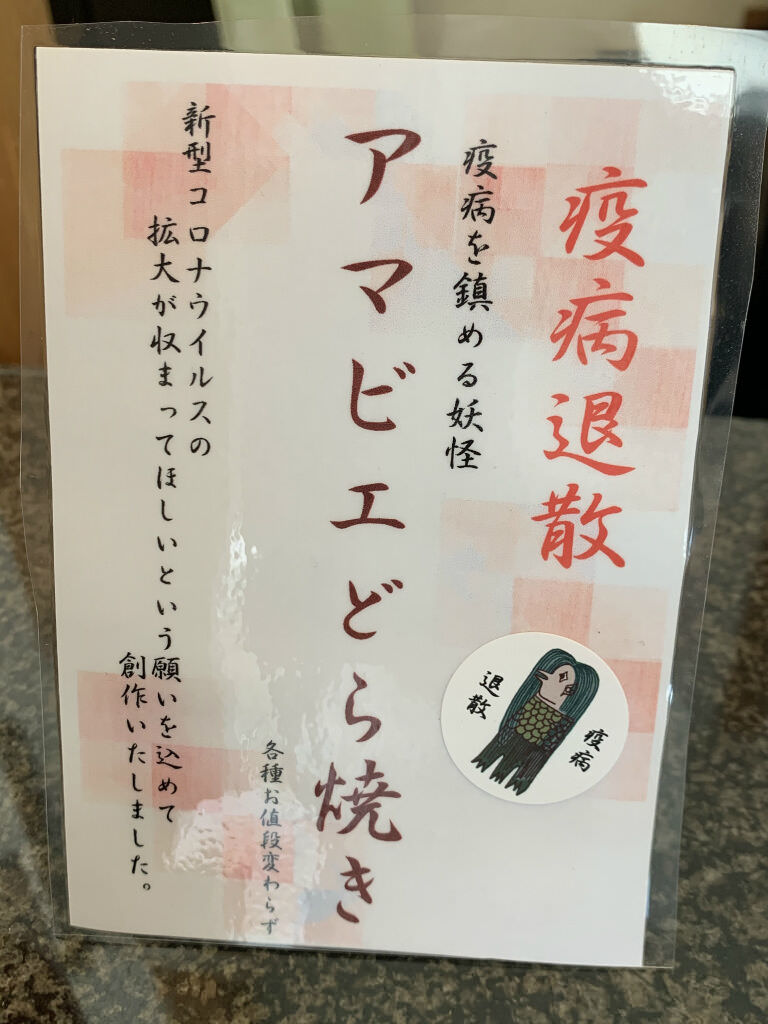 疫病退散
疫病を鎮める妖怪
アマビエどら焼き
各種お値段変わらず
新型コロナウイルスの
拡大が収まってほしいという願いを込めて
創作いたしました。
疫病
退散